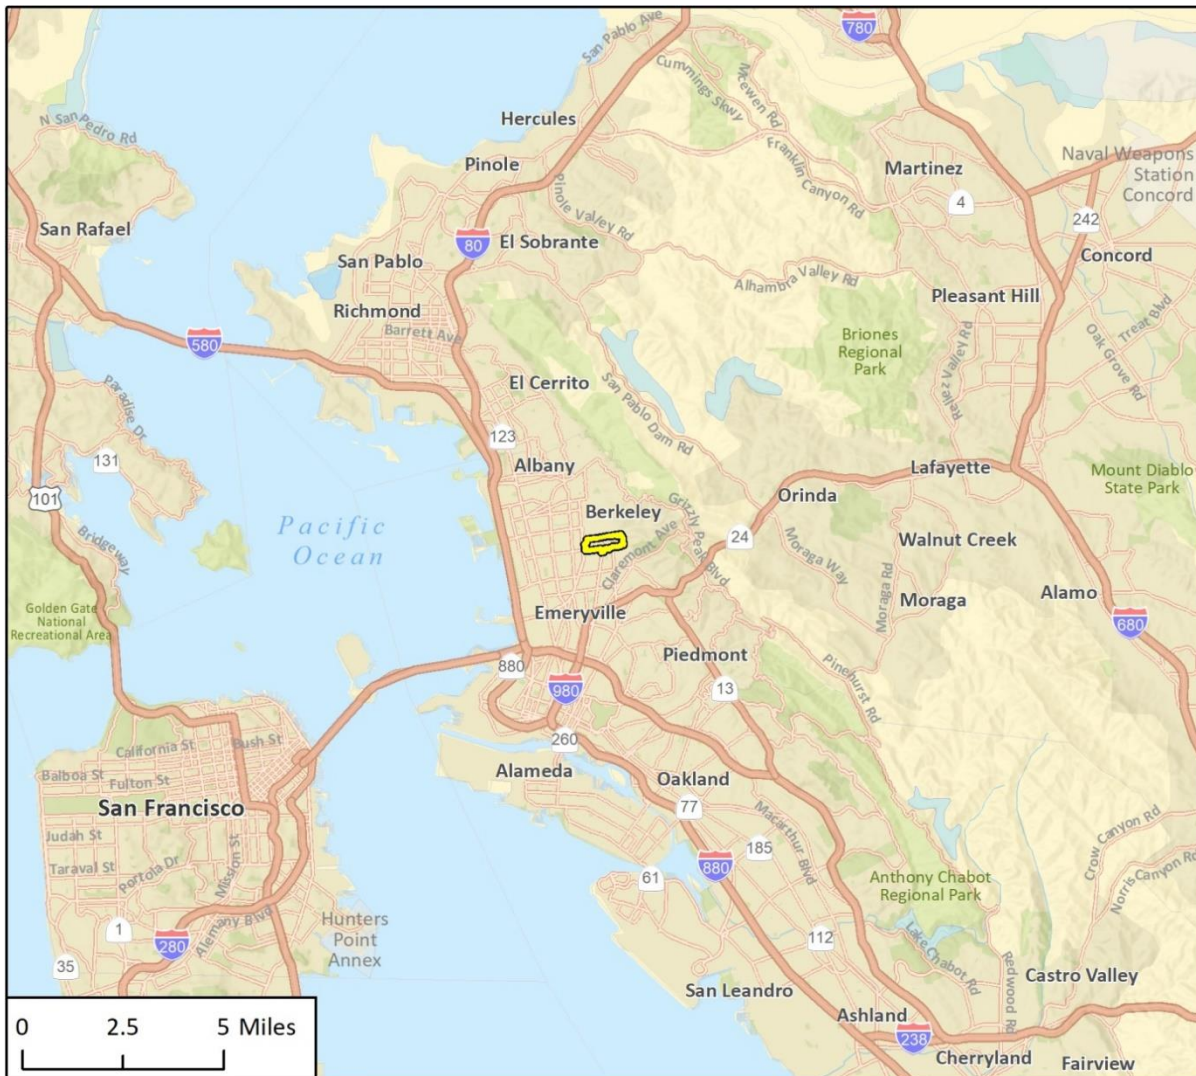 780
San Pablo Ave
Cummings Skwy
Mcewen Rd
N San Pedro Rd
Hercules
Pinole
Franklin Canyon Rd
Martinez
Naval Weapons
Station
Concord
4
242
San Rafael
Pinole Valley Rd
80
El Sobrante
San Pablo
Concord
Alhambra Valley Rd
Pleasant Hill
Richmond
Barrett Ave
580
Briones
Regional
Park
Reliez Valley Rd
Treat Blvd
Oak Grove Rd
El Cerrito
San Pablo Dam Rd
Paradise Dr
131
123
Albany
Lafayette
Mount Diablo
State Park
101
Orinda
Grizzly Peak Blvd
Berkeley
Pacific
Ocean
24
Walnut Creek
Claremont Ave
Bridgeway
Moraga Way
Moraga Rd
Alamo
Moraga
Golden Gate
National
Recreational Area
Emeryville
680
880
Piedmont
Pinehurst Rd
980
13
260
California St
Bush St
Balboa St
Fulton St
Alameda
Oakland
San Francisco
77
Macarthur Blvd
Judah St
Mission St
185
Crow Canyon Rd
Taraval St
Portola Dr
880
61
Anthony Chabot
Regional Park
Norris Canyon Rd
Alemany Blvd
1
280
Hunters
Point
Annex
112
Lake Chabot Rd
Redwood Rd
35
San Leandro
Castro Valley
Ashland
238
Cherryland
Fairview
0 2.5 5 Miles